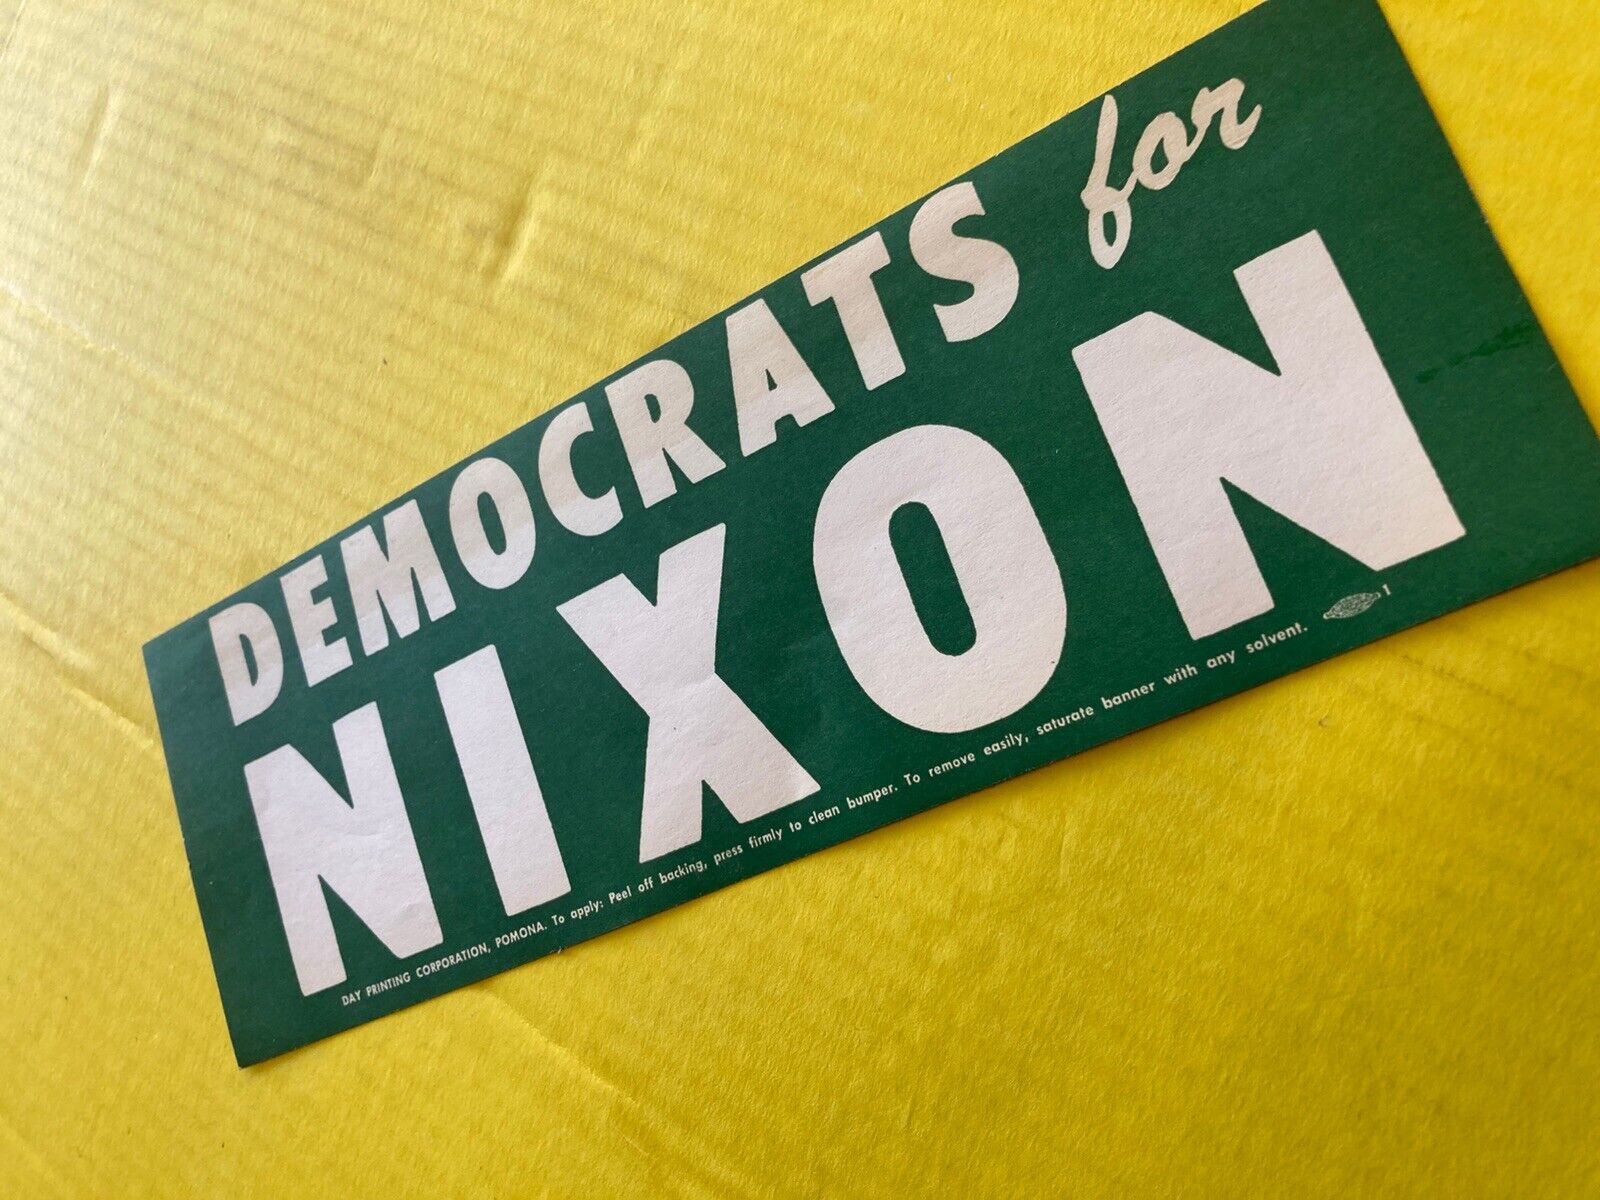 DEMOCRATS for
NIXON
DAY PRINTING CORPORATION, POMONA. To apply: Peel off backing, press firmly to clean bumper. To remove easily, saturate banner with any solvent. 1